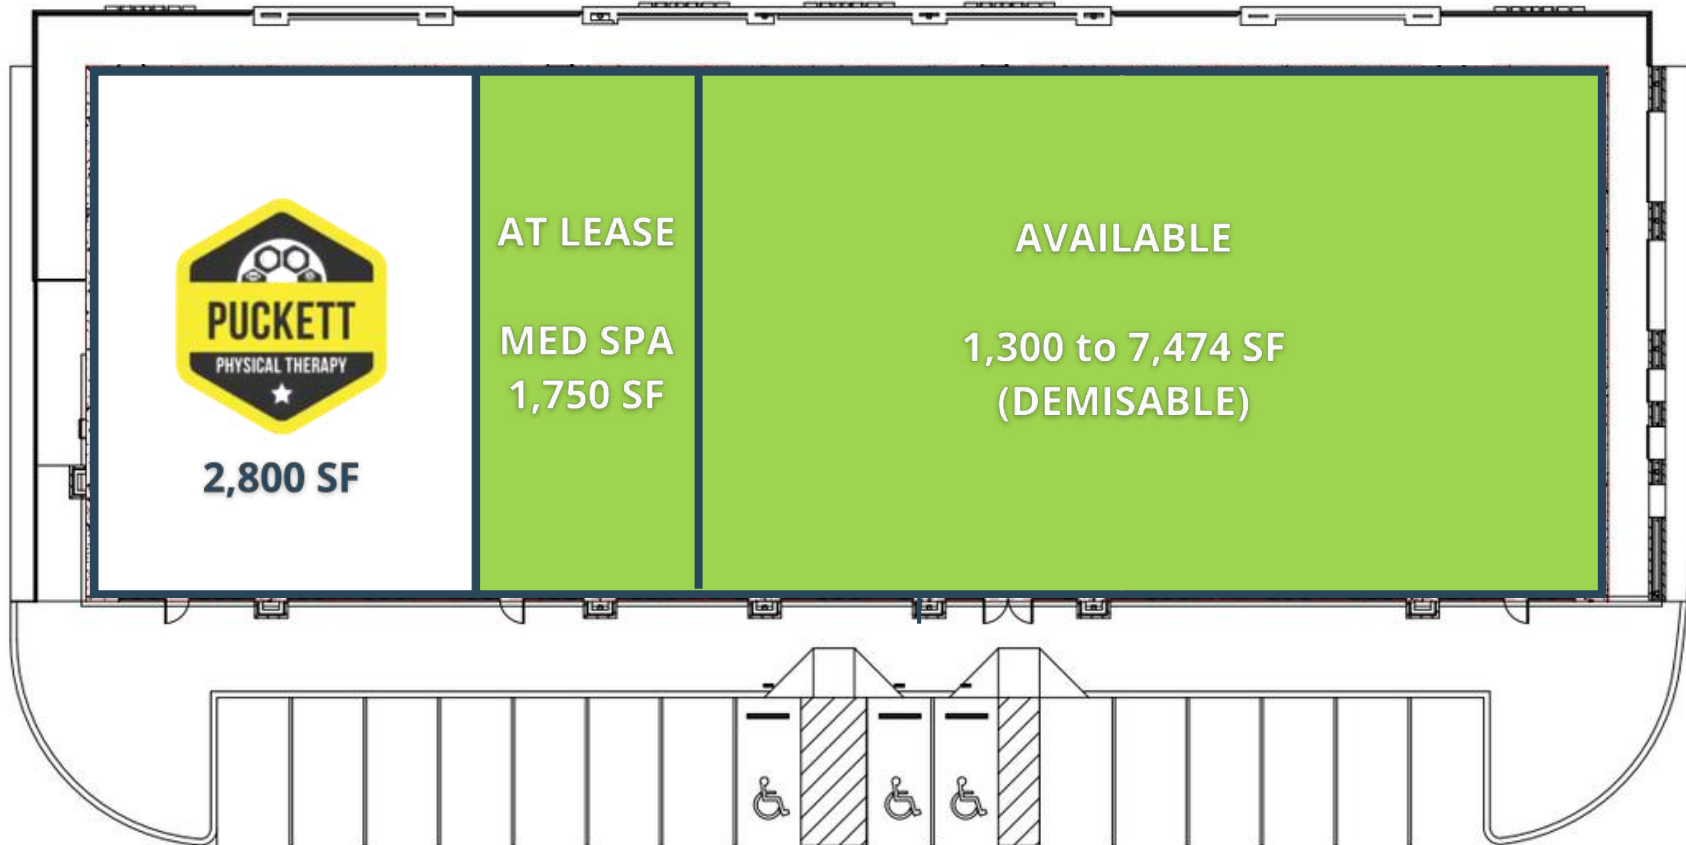 PUCKETT
PHYSICAL THERAPY
2,800 SF
AT LEASE
MED SPA
1,750 SF
AVAILABLE
1,300 to 7,474 SF
(DEMISABLE)